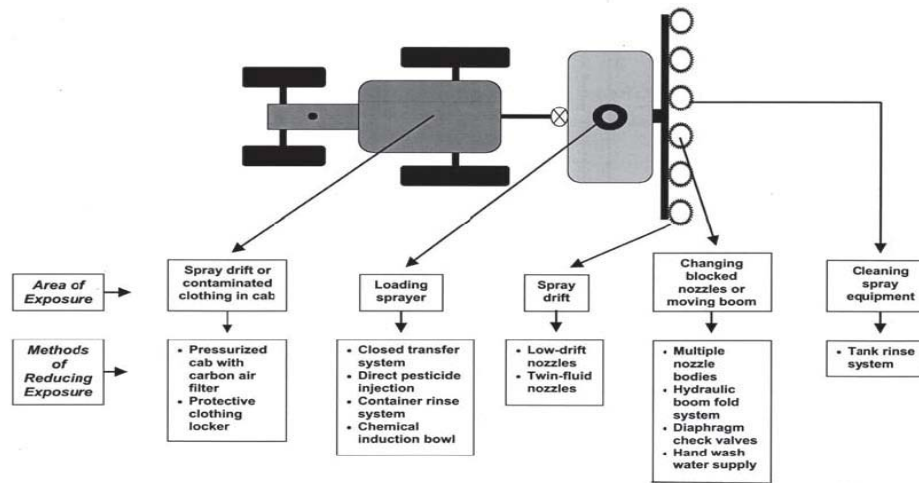 Area of
Exposure
Spray drift or
contaminated
clothing in cab
Loading
sprayer
Spray
drift
Changing
blocked
nozzles or
moving boom
Cleaning
spray
equipment
Methods
of
Reducing
Exposure
• Pressurized
cab with
carbon air
filter
• Protective
clothing
locker
• Closed transfer
system
• Direct pesticide
injection
• Container rinse
system
• Chemical
induction bowl
• Low-drift
nozzles
• Twin-fluid
nozzles
• Multiple
nozzle
bodies
• Hydraulic
boom fold
system
• Diaphragm
check valves
• Hand wash
water supply
• Tank rinse
system